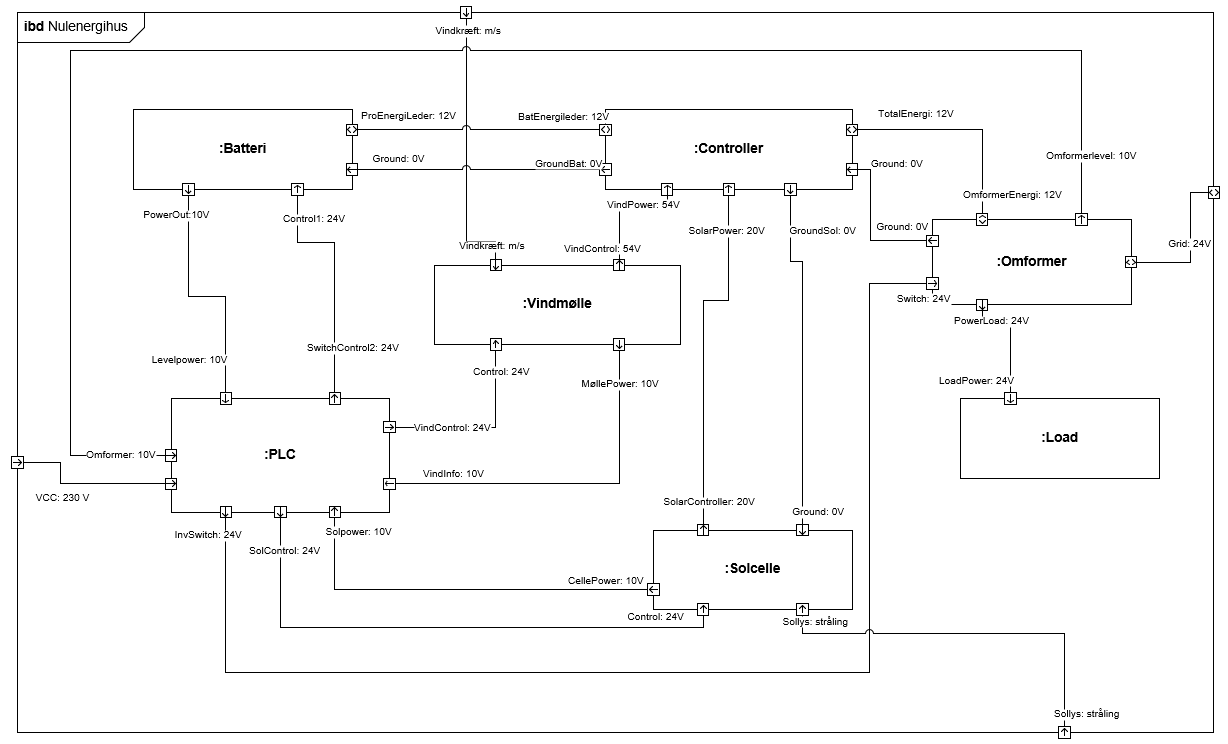 ibd Nulenergihus
Vindkræft: m/s
ProEnergiLeder: 12V
BatEnergileder: 12V
TotalEnergi: 12V
:Batteri
:Controller
Ground: 0V
GroundBat: 0V
Ground: 0V
Omformerlevel: 10V
OmformerEnergi: 12V
PowerOut:10V
Control1: 24V
VindPower: 54V
SolarPower: 20V
GroundSol: 0V
Ground: 0V
Grid: 24V
Vindkræft: m/s
VindControl: 54V
:Omformer
:Vindmølle
Switch: 24V
PowerLoad: 24V
SwitchControl2: 24V
Levelpower: 10V
Control: 24V
MøllePower: 10V
LoadPower: 24V
VindControl: 24V
:Load
Omformer: 10V
:PLC
VindInfo: 10V
VCC: 230 V
SolarController: 20V
Ground: 0V
InvSwitch: 24V
Solpower: 10V
SolControl: 24V
:Solcelle
CellePower: 10V
Control: 24V
Sollys: stråling
Sollys: stråling